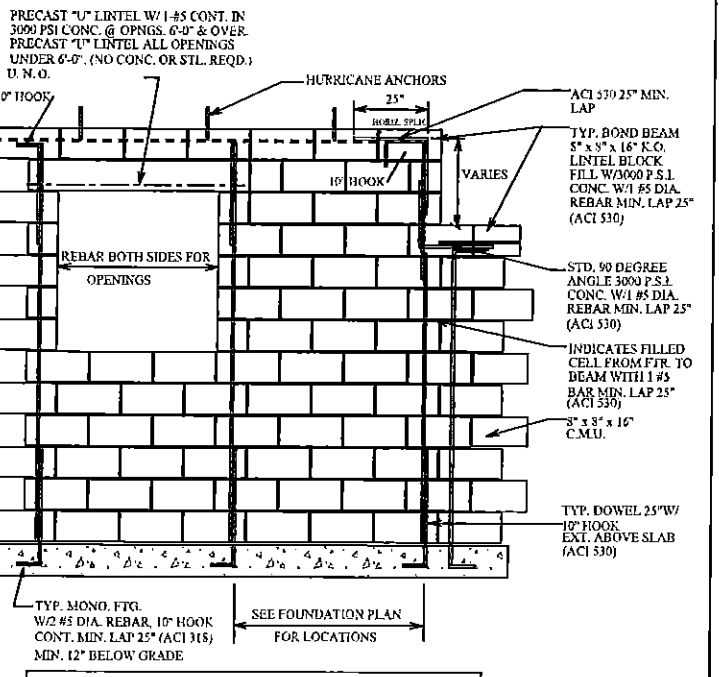 PRECAST "U" LINTEL W/ 1-#5 CONT. IN
3000 PSI CONC. @ OPNGS. 6'-0" & OVER
PRECAST "U" LINTEL ALL OPENINGS
UNDER 6'-0". (NO CONC. OR STL. REQD.)
U. N. O.
0" HOOK
HURRICANE ANCHORS
25"
HORIZ. SPLIC
10" HOOK
VARIES
ACI 530 25" MIN.
LAP
TYP. BOND BEAM
8" x 8" x 16" K.O.
LINTEL BLOCK
FILL W/3000 P.S.I.
CONC. W/1 #5 DIA.
REBAR MIN. LAP 25"
(ACI 530)
REBAR BOTH SIDES FOR
OPENINGS
STD. 90 DEGREE
ANGLE 3000 P.S.I.
CONC. W/1 #5 DIA.
REBAR MIN. LAP 25"
(ACI 530)
INDICATES FILLED
CELL FROM FTR. TO
BEAM WITH 1 #5
BAR MIN. LAP 25"
(ACI 530)
8" x 8" x 16"
C.M.U.
TYP. DOWEL 25"W/
10" HOOK
EXT. ABOVE SLAB
(ACI 530)
TYP. MONO. FTG.
W/2 #5 DIA. REBAR, 10" HOOK
CONT. MIN. LAP 25" (ACI 318)
MIN. 12" BELOW GRADE
SEE FOUNDATION PLAN
FOR LOCATIONS